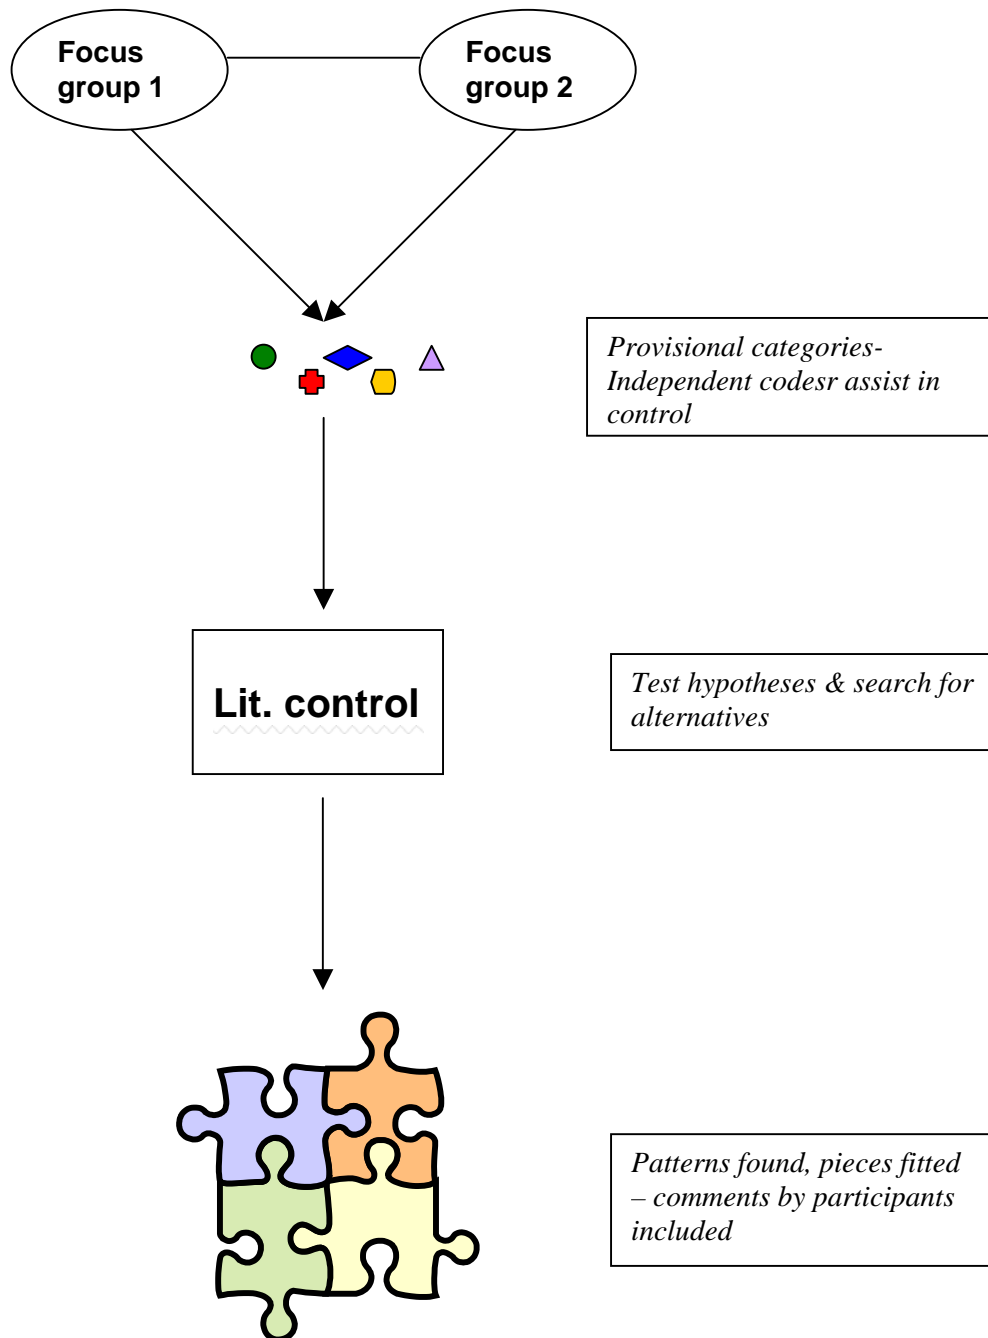 Focus
group 1
Focus
group 2
Provisional categories-
Independent codesr assist in
control
Lit. control
Test hypotheses & search for
alternatives
Patterns found, pieces fitted
– comments by participants
included